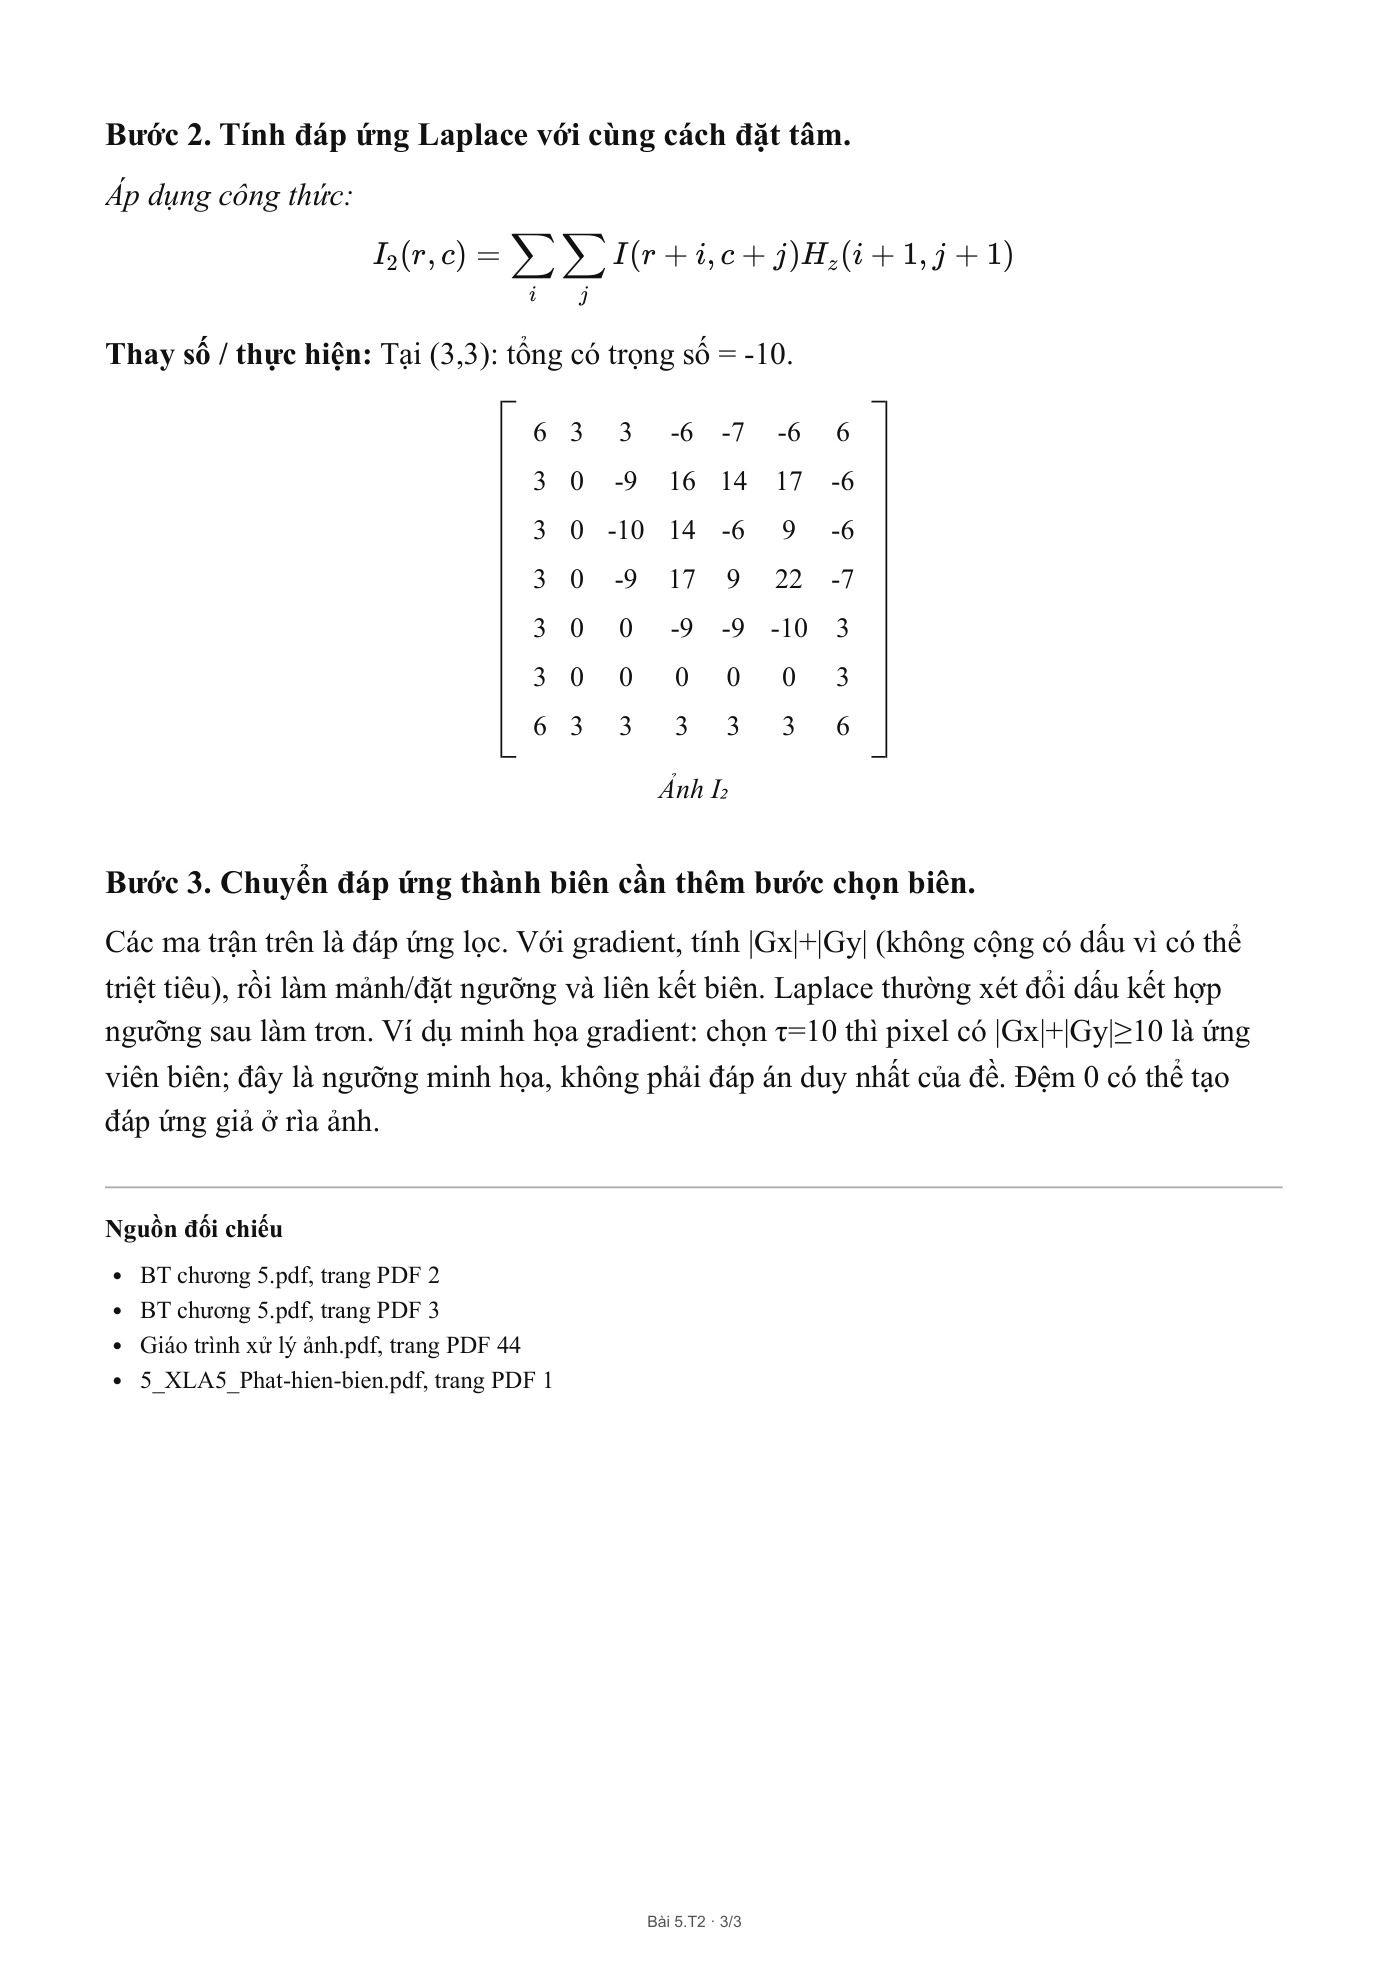 Bước 2. Tính đáp ứng Laplace với cùng cách đặt tâm.
Áp dụng công thức:
I₂(r, c) = ∑_i ∑_j I(r + i, c + j)H_z(i + 1, j + 1)
Thay số / thực hiện: Tại (3,3): tổng có trọng số = -10.
6 3 3 -6 -7 -6 6
3 0 -9 16 14 17 -6
3 0 -10 14 -6 9 -6
3 0 -9 17 9 22 -7
3 0 0 -9 -9 -10 3
3 0 0 0 0 0 3
6 3 3 3 3 3 6
Ảnh I₂
Bước 3. Chuyển đáp ứng thành biên cần thêm bước chọn biên.
Các ma trận trên là đáp ứng lọc. Với gradient, tính |Gx|+|Gy| (không cộng có dấu vì có thể
triệt tiêu), rồi làm mảnh/đặt ngưỡng và liên kết biên. Laplace thường xét đổi dấu kết hợp
ngưỡng sau làm trơn. Ví dụ minh họa gradient: chọn τ=10 thì pixel có |Gx|+|Gy|≥10 là ứng
viên biên; đây là ngưỡng minh họa, không phải đáp án duy nhất của đề. Đệm 0 có thể tạo
đáp ứng giả ở rìa ảnh.
Nguồn đối chiếu
• BT chương 5.pdf, trang PDF 2
• BT chương 5.pdf, trang PDF 3
• Giáo trình xử lý ảnh.pdf, trang PDF 44
• 5_XLA5_Phat-hien-bien.pdf, trang PDF 1
Bài 5.T2 · 3/3